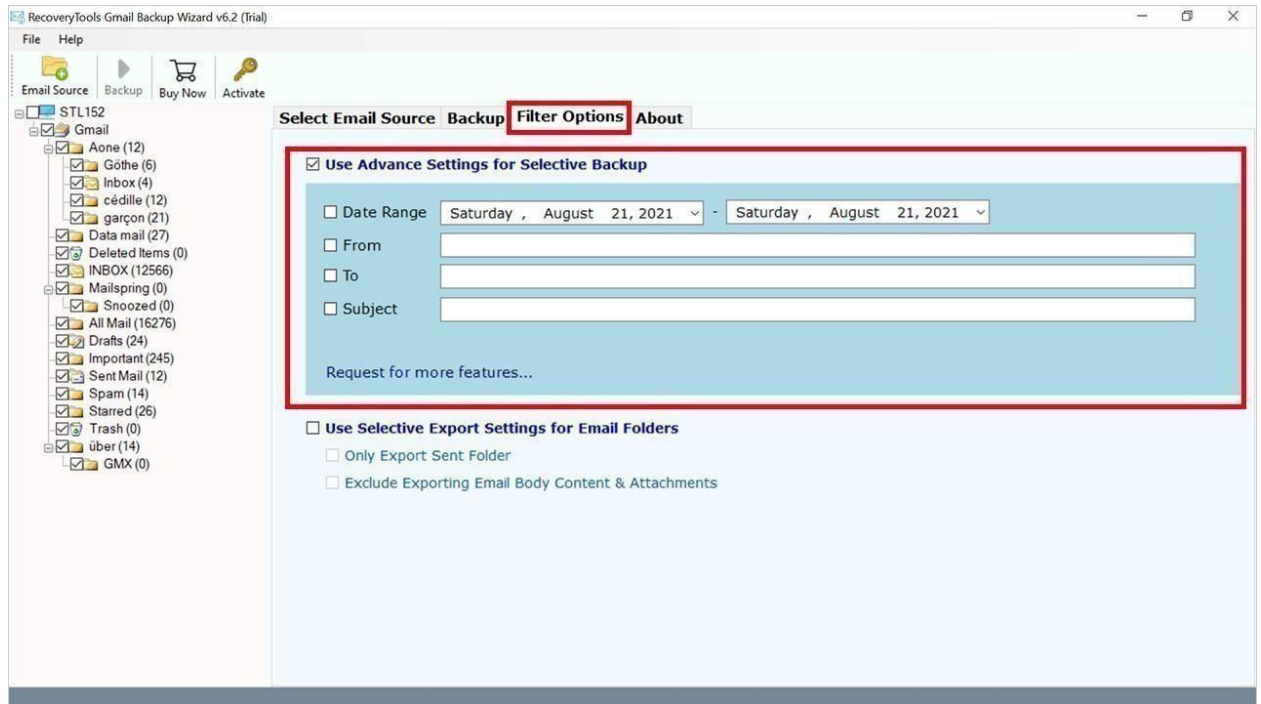 RecoveryTools Gmail Backup Wizard v6.2 (Trial)
File Help
Email Source Backup Buy Now Activate
STL152
Gmail
Aone (12)
Göthe (6)
Inbox (4)
cédille (12)
garçon (21)
Data mail (27)
Deleted Items (0)
INBOX (12566)
Mailspring (0)
Snoozed (0)
All Mail (16276)
Drafts (24)
Important (245)
Sent Mail (12)
Spam (14)
Starred (26)
Trash (0)
über (14)
GMX (0)
Select Email Source Backup Filter Options About
Use Advance Settings for Selective Backup
Date Range Saturday , August 21, 2021 - Saturday , August 21, 2021
From
To
Subject
Request for more features...
Use Selective Export Settings for Email Folders
Only Export Sent Folder
Exclude Exporting Email Body Content & Attachments